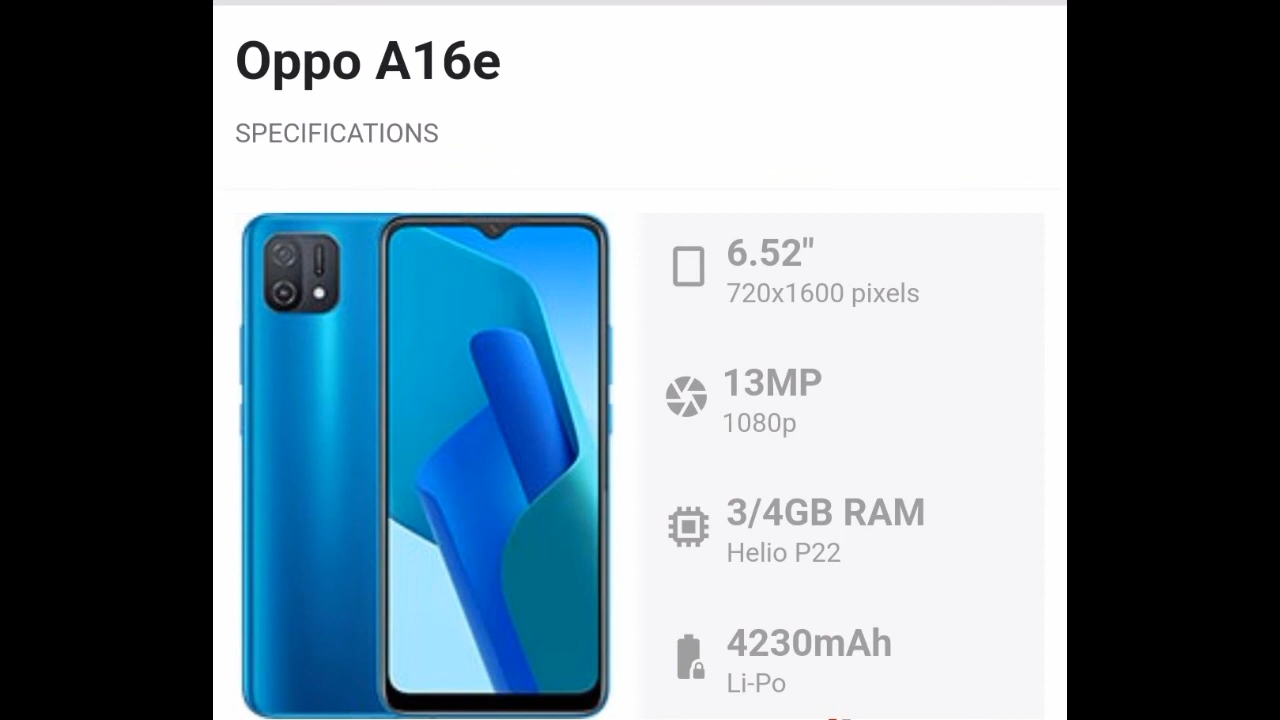 Oppo A16e
SPECIFICATIONS
6.52"
720x1600 pixels
13MP
1080p
3/4GB RAM
Helio P22
4230mAh
Li-Po